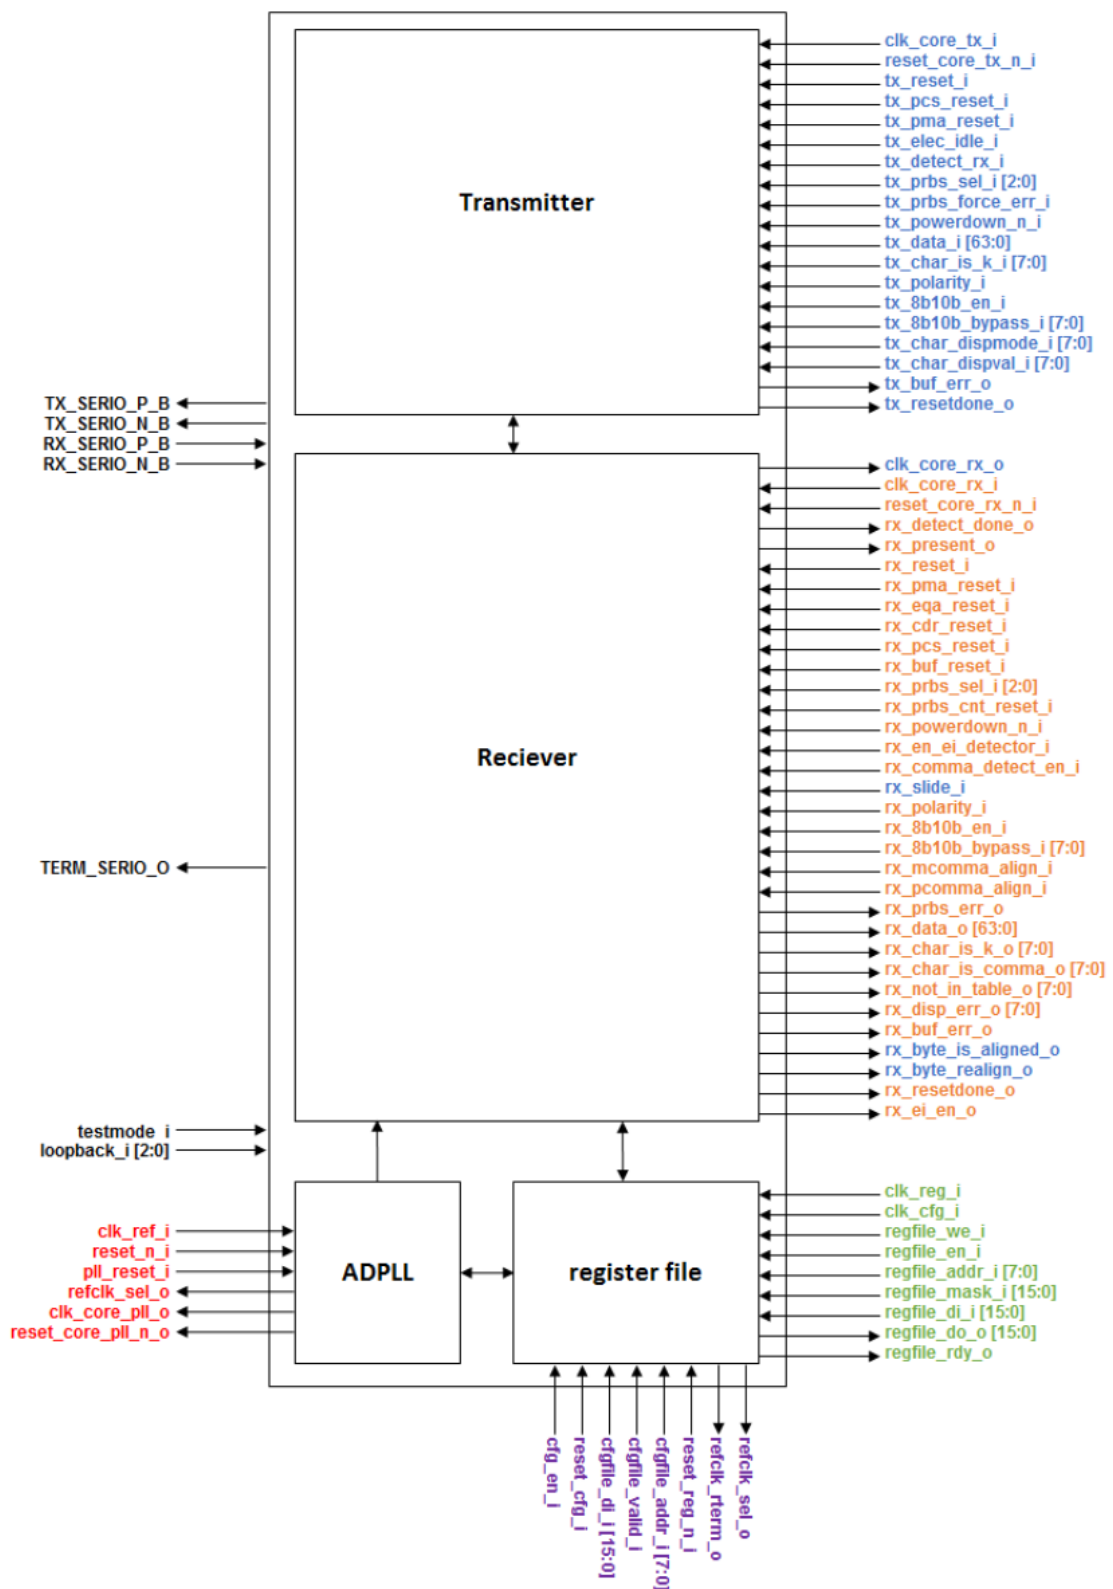 Transmitter
clk_core_tx_i
reset_core_tx_n_i
tx_reset_i
tx_pcs_reset_i
tx_pma_reset_i
tx_elec_idle_i
tx_detect_rx_i
tx_prbs_sel_i [2:0]
tx_prbs_force_err_i
tx_powerdown_n_i
tx_data_i [63:0]
tx_char_is_k_i [7:0]
tx_polarity_i
tx_8b10b_en_i
tx_8b10b_bypass_i [7:0]
tx_char_dispmode_i [7:0]
tx_char_dispval_i [7:0]
tx_buf_err_o
tx_resetdone_o
TX_SERIO_P_B
TX_SERIO_N_B
RX_SERIO_P_B
RX_SERIO_N_B
Reciever
clk_core_rx_o
clk_core_rx_i
reset_core_rx_n_i
rx_detect_done_o
rx_present_o
rx_reset_i
rx_pma_reset_i
rx_eqa_reset_i
rx_cdr_reset_i
rx_pcs_reset_i
rx_buf_reset_i
rx_prbs_sel_i [2:0]
rx_prbs_cnt_reset_i
rx_powerdown_n_i
rx_en_ei_detector_i
rx_comma_detect_en_i
rx_slide_i
rx_polarity_i
rx_8b10b_en_i
rx_8b10b_bypass_i [7:0]
rx_mcomma_align_i
rx_pcomma_align_i
rx_prbs_err_o
rx_data_o [63:0]
rx_char_is_k_o [7:0]
rx_char_is_comma_o [7:0]
rx_not_in_table_o [7:0]
rx_disp_err_o [7:0]
rx_buf_err_o
rx_byte_is_aligned_o
rx_byte_realign_o
rx_resetdone_o
rx_ei_en_o
TERM_SERIO_O
testmode_i
loopback_i [2:0]
clk_ref_i
reset_n_i
pll_reset_i
refclk_sel_o
clk_core_pll_o
reset_core_pll_n_o
ADPLL
register file
clk_reg_i
clk_cfg_i
regfile_we_i
regfile_en_i
regfile_addr_i [7:0]
regfile_mask_i [15:0]
regfile_di_i [15:0]
regfile_do_o [15:0]
regfile_rdy_o
cfg_en_i
reset_cfg_i
cfgfile_di_i [15:0]
cfgfile_valid_i
cfgfile_addr_i [7:0]
reset_reg_n_i
refclk_rterm_o
refclk_sel_o